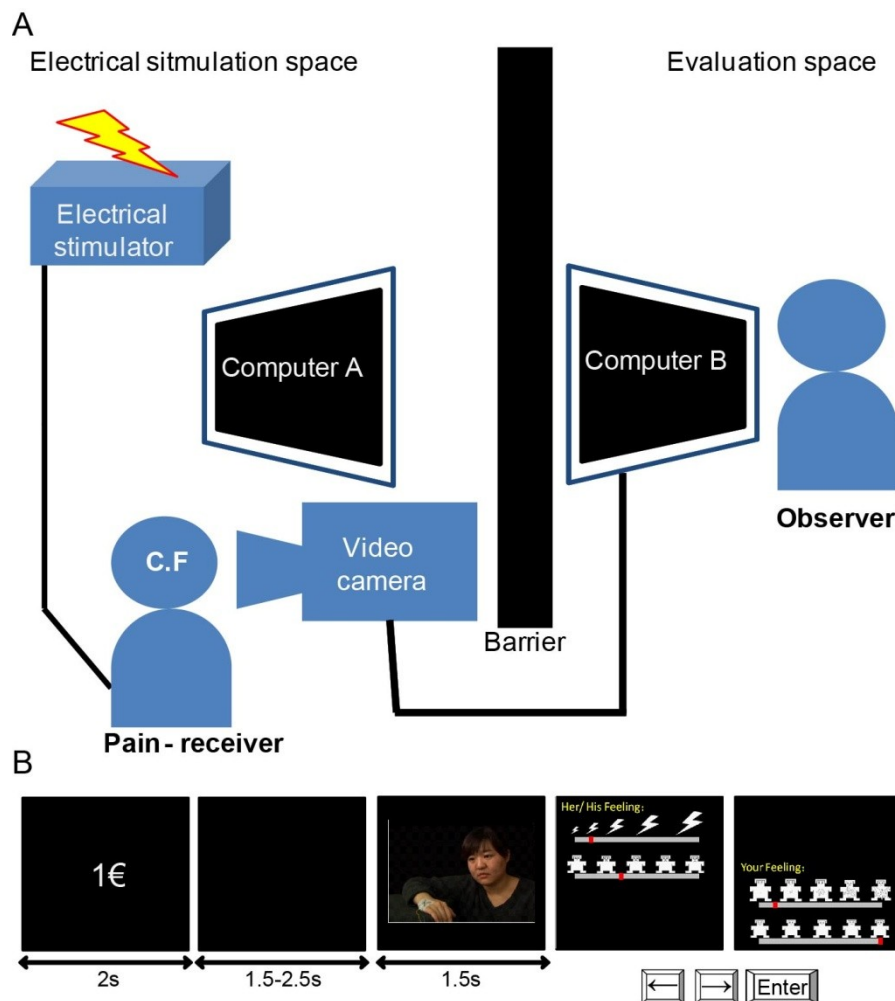 A
Electrical sitmulation space
Evaluation space
Electrical
stimulator
Computer A
Computer B
Observer
C.F
Video
camera
Barrier
Pain - receiver
B
1€
Her/ His Feeling:
Your Feeling:
2s
1.5-2.5s
1.5s
← → Enter